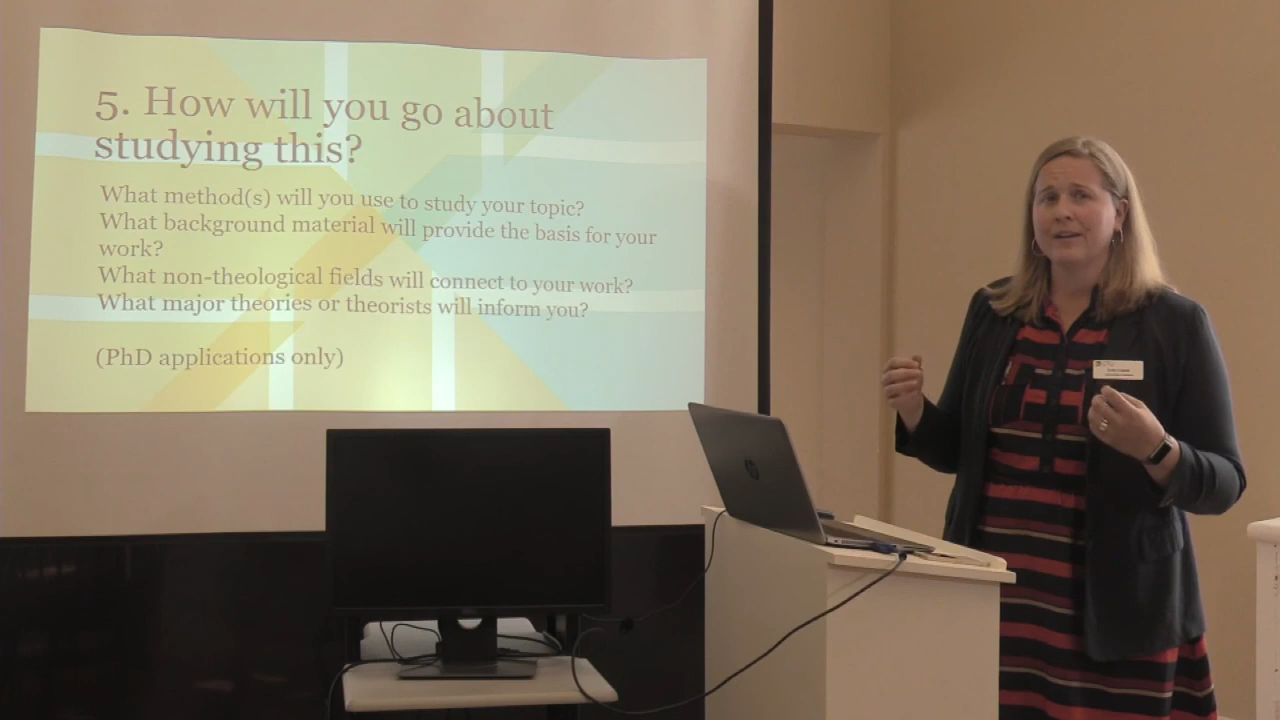 5. How will you go about
studying this?
What method(s) will you use to study your topic?
What background material will provide the basis for your
work?
What non-theological fields will connect to your work?
What major theories or theorists will inform you?
(PhD applications only)
hp